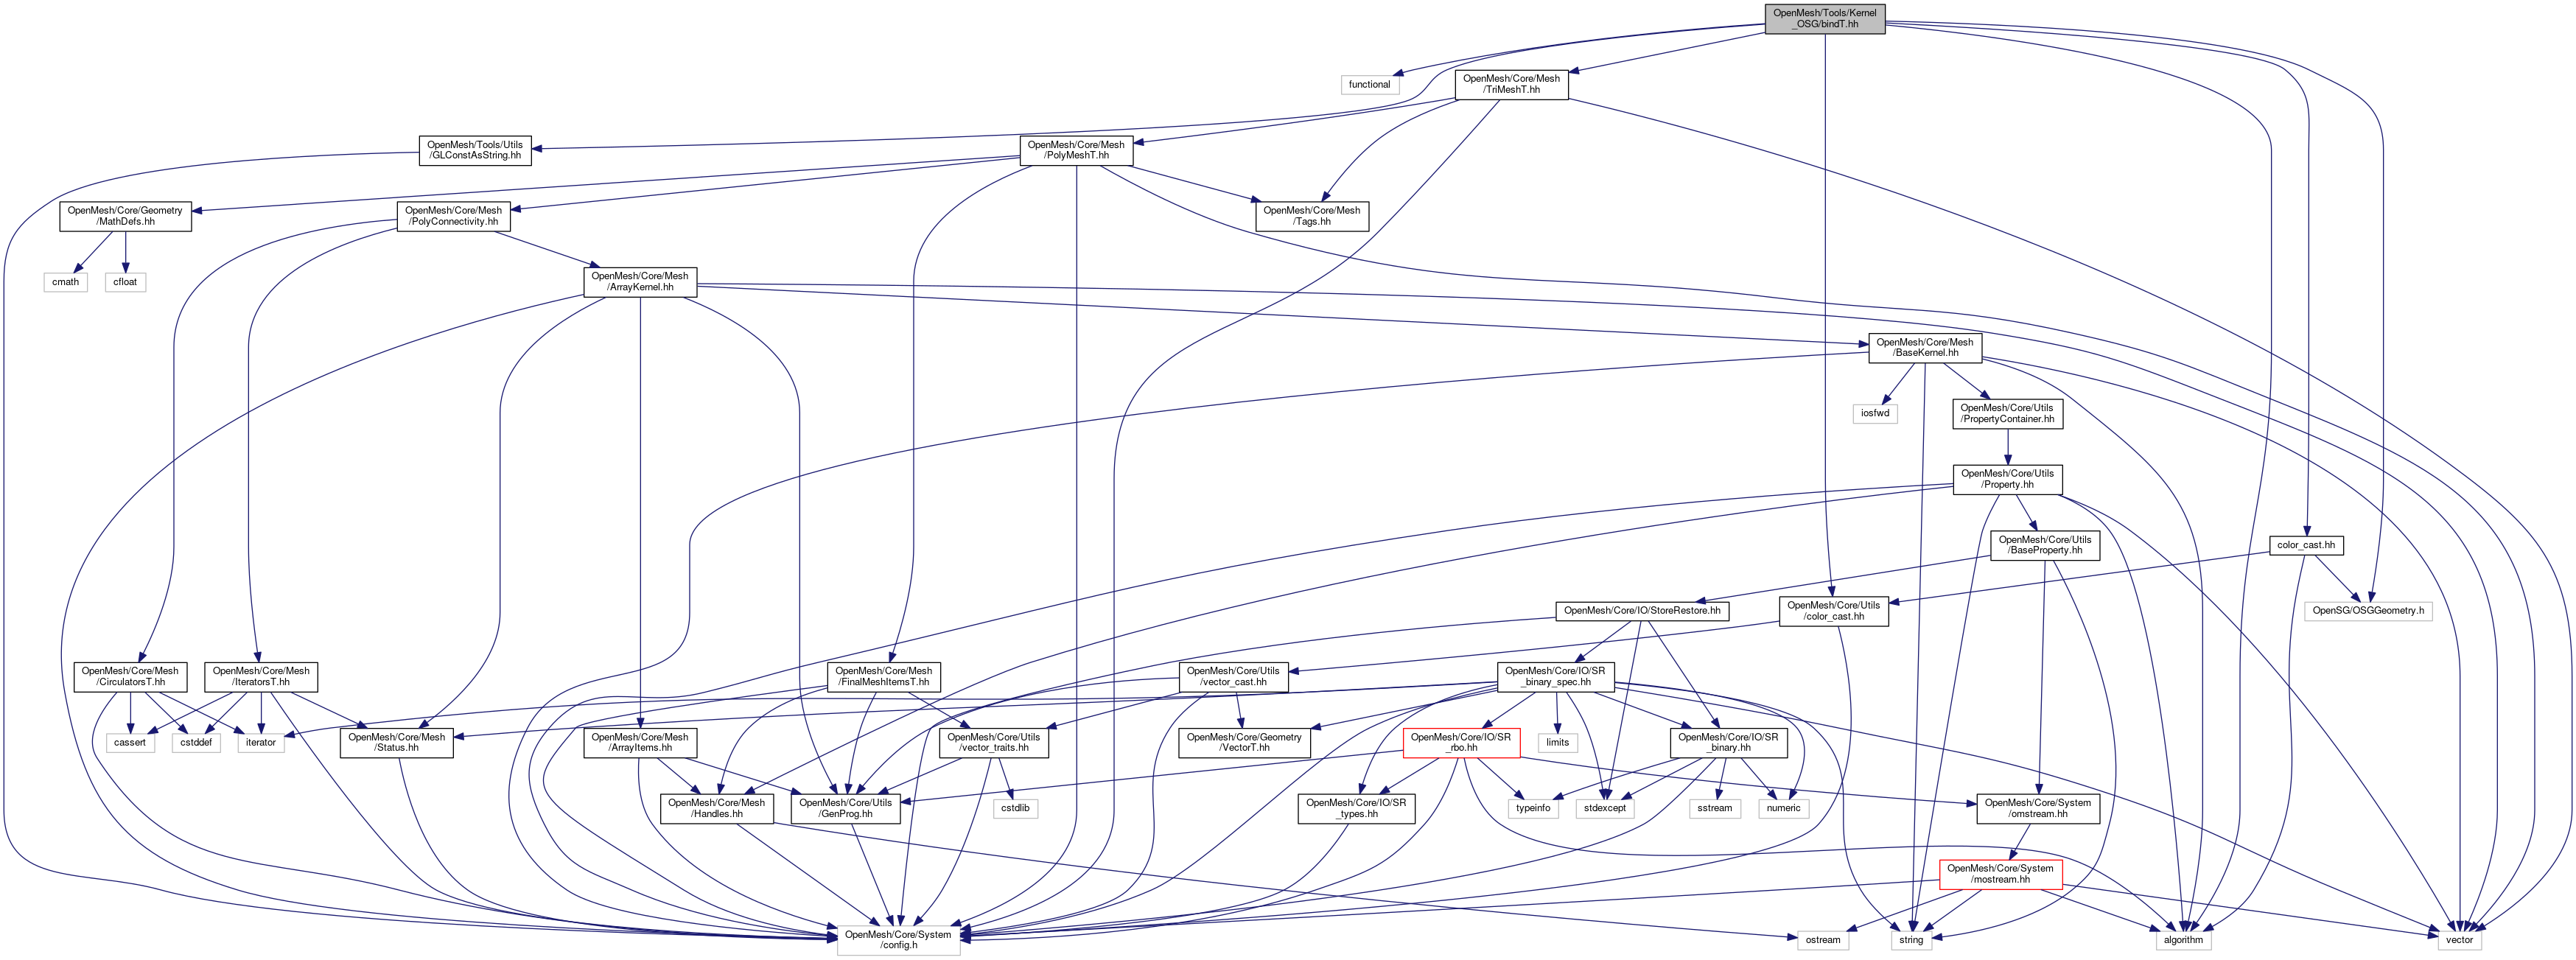 OpenMesh/Tools/Kernel
_OSG/bindT.hh
functional
OpenMesh/Core/Mesh
/TriMeshT.hh
OpenMesh/Tools/Utils
/GLConstAsString.hh
OpenMesh/Core/Mesh
/PolyMeshT.hh
OpenMesh/Core/Geometry
/MathDefs.hh
OpenMesh/Core/Mesh
/PolyConnectivity.hh
OpenMesh/Core/Mesh
/Tags.hh
cmath
cfloat
OpenMesh/Core/Mesh
/ArrayKernel.hh
OpenMesh/Core/Mesh
/BaseKernel.hh
iosfwd
OpenMesh/Core/Utils
/PropertyContainer.hh
OpenMesh/Core/Utils
/Property.hh
OpenMesh/Core/Utils
/BaseProperty.hh
color_cast.hh
OpenMesh/Core/IO/StoreRestore.hh
OpenMesh/Core/Utils
/color_cast.hh
OpenSG/OSGGeometry.h
OpenMesh/Core/Mesh
/CirculatorsT.hh
OpenMesh/Core/Mesh
/IteratorsT.hh
OpenMesh/Core/Mesh
/FinalMeshItemsT.hh
OpenMesh/Core/Utils
/vector_cast.hh
OpenMesh/Core/IO/SR
_binary_spec.hh
cassert
cstddef
iterator
OpenMesh/Core/Mesh
/Status.hh
OpenMesh/Core/Mesh
/ArrayItems.hh
OpenMesh/Core/Utils
/vector_traits.hh
OpenMesh/Core/Geometry
/VectorT.hh
OpenMesh/Core/IO/SR
_rbo.hh
limits
OpenMesh/Core/IO/SR
_binary.hh
OpenMesh/Core/Mesh
/Handles.hh
OpenMesh/Core/Utils
/GenProg.hh
cstdlib
OpenMesh/Core/IO/SR
_types.hh
typeinfo
stdexcept
sstream
numeric
OpenMesh/Core/System
/omstream.hh
OpenMesh/Core/System
/mostream.hh
OpenMesh/Core/System
/config.h
ostream
string
algorithm
vector